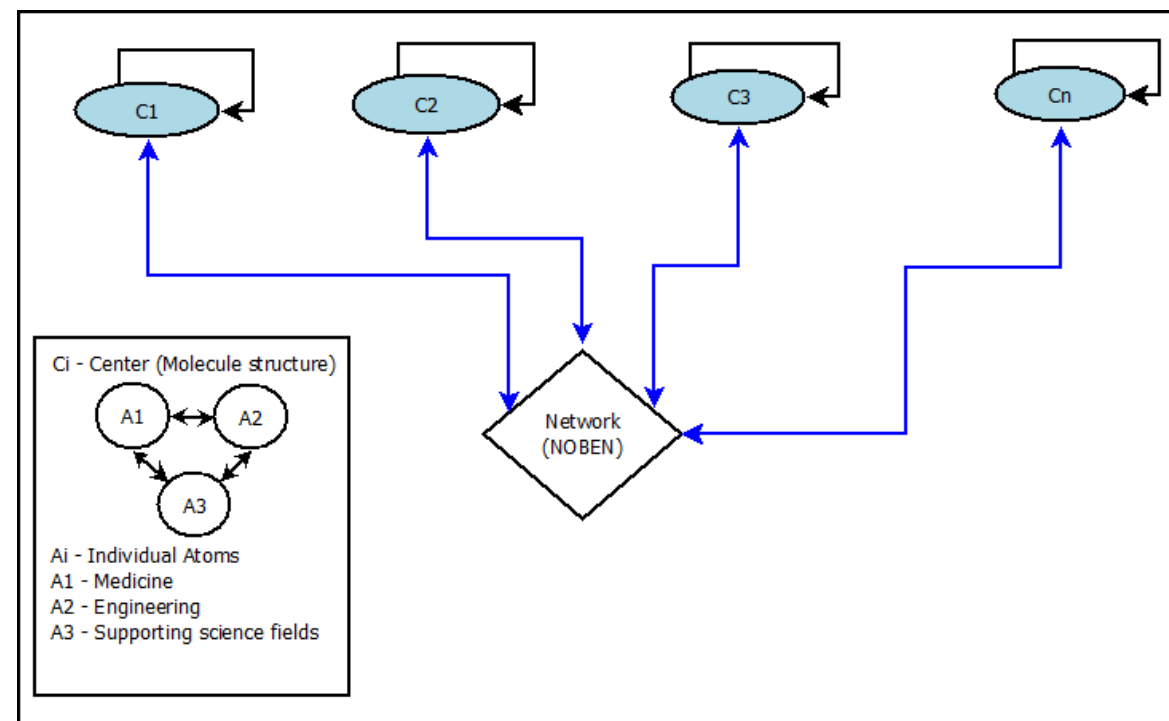 C1
C2
C3
Cn
Network
(NOBEN)
Ci - Center (Molecule structure)
A1
A2
A3
Ai - Individual Atoms
A1 - Medicine
A2 - Engineering
A3 - Supporting science fields